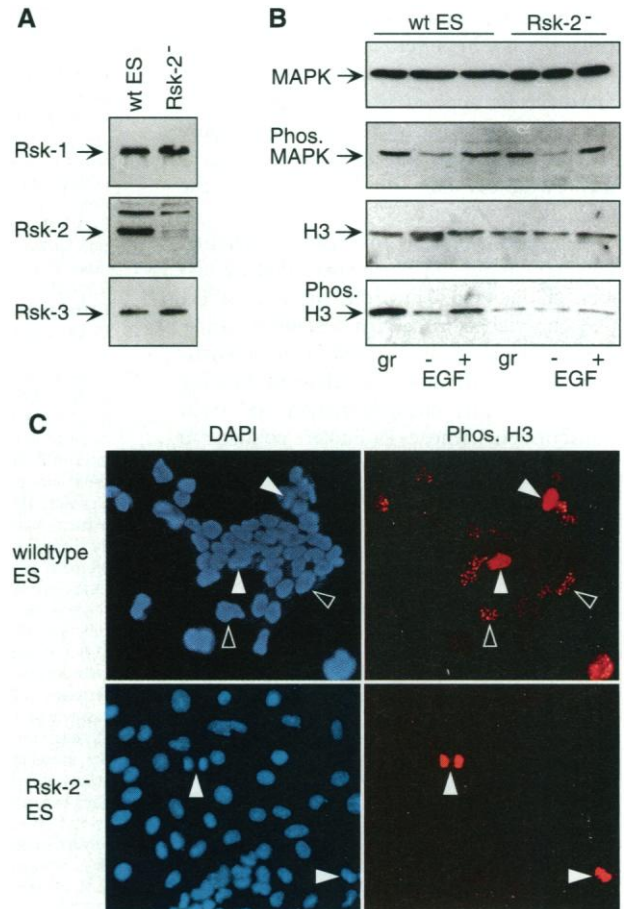 A
wt ES
Rsk-2⁻
Rsk-1
Rsk-2
Rsk-3
B
wt ES Rsk-2⁻
MAPK
Phos.
MAPK
H3
Phos.
H3
gr - + gr - +
EGF EGF
C
DAPI Phos. H3
wildtype
ES
Rsk-2⁻
ES